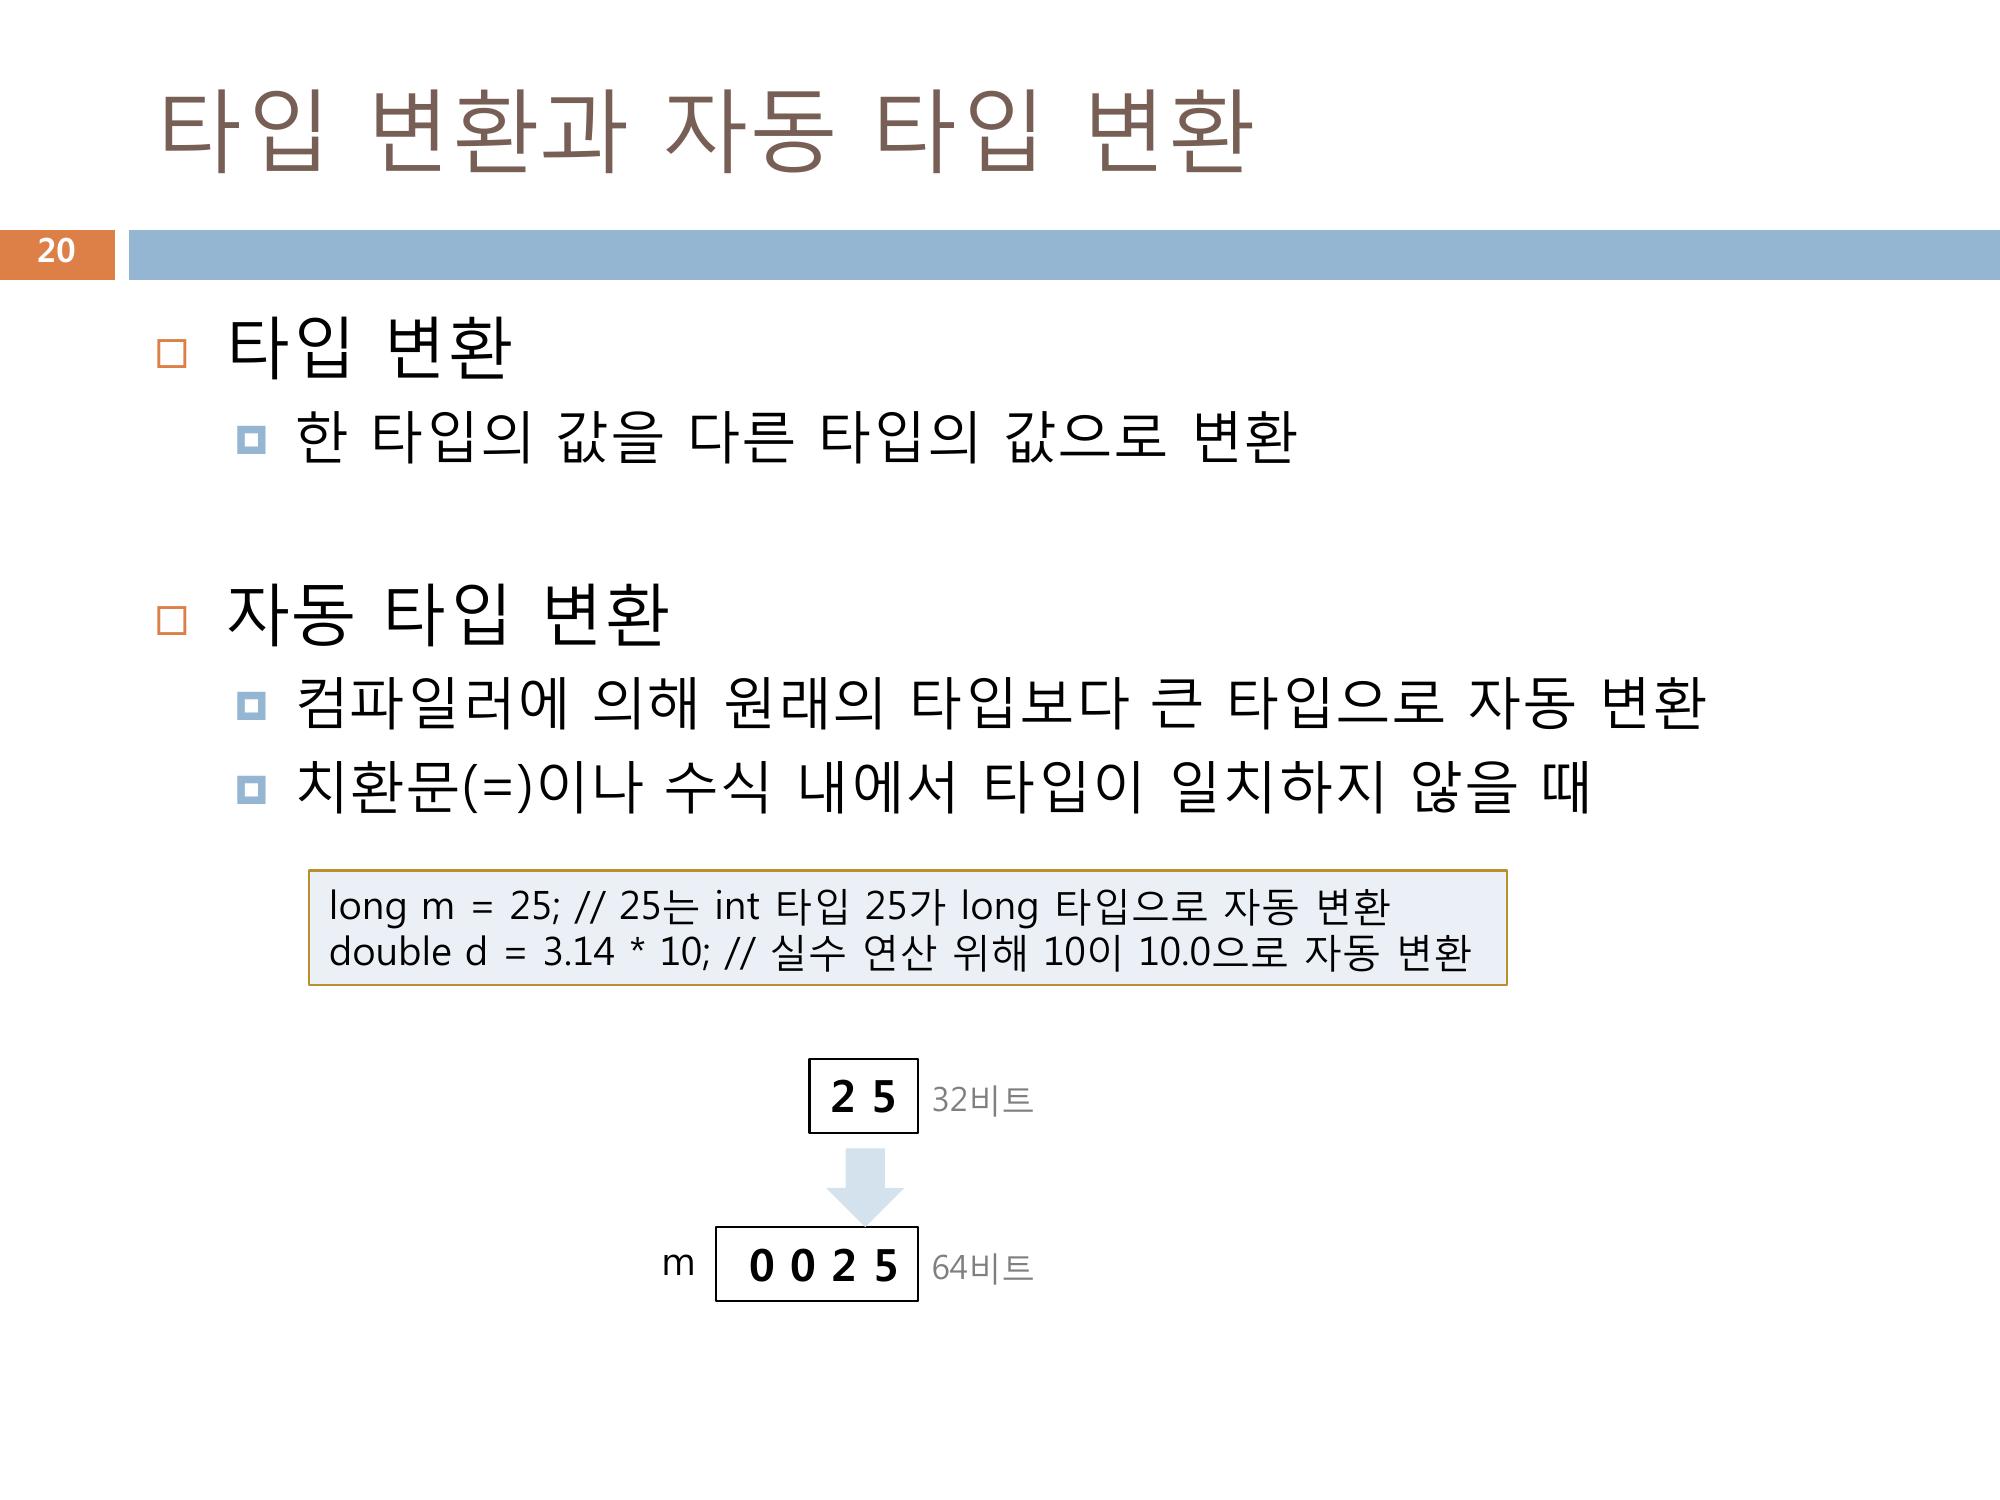 타입 변환과 자동 타입 변환
20
타입 변환
한 타입의 값을 다른 타입의 값으로 변환
자동 타입 변환
컴파일러에 의해 원래의 타입보다 큰 타입으로 자동 변환
치환문(=)이나 수식 내에서 타입이 일치하지 않을 때
long m = 25; // 25는 int 타입 25가 long 타입으로 자동 변환
double d = 3.14 * 10; // 실수 연산 위해 10이 10.0으로 자동 변환
2 5 32비트
m 0 0 2 5 64비트